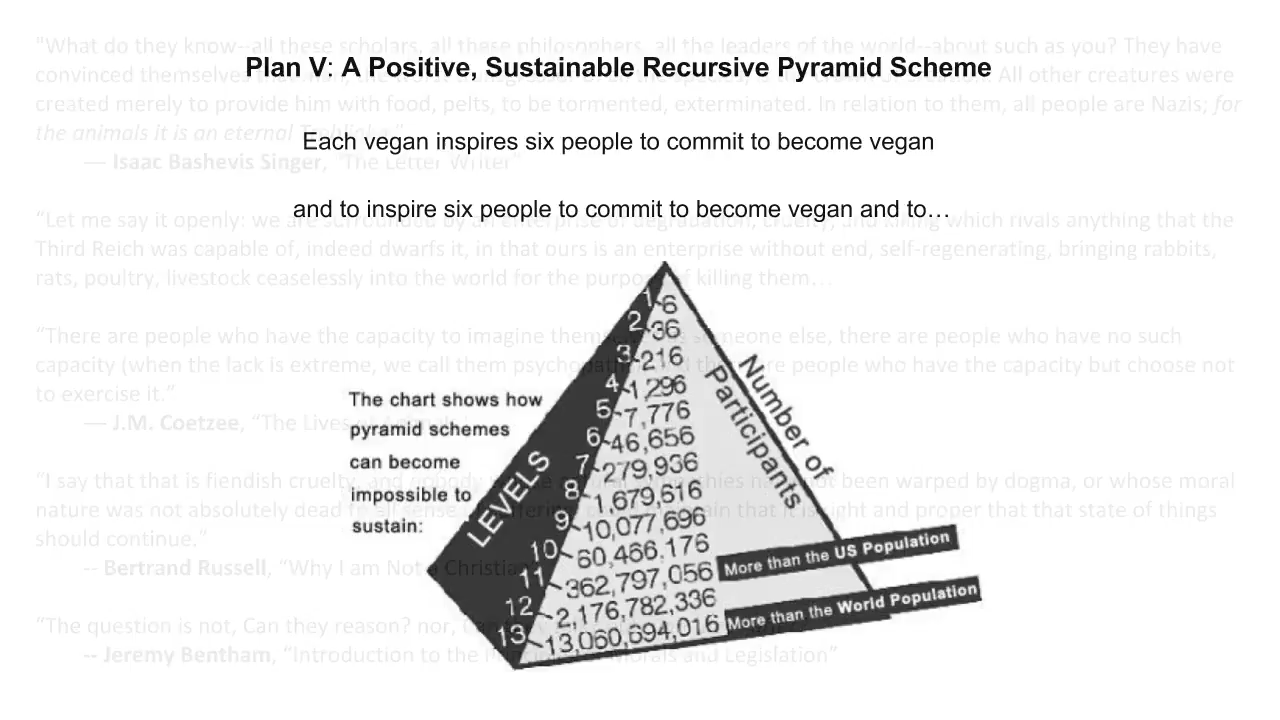 "What do they know--all these scholars, all these philosophers, all the leaders of the world--about such as you? They have
Plan V: A Positive, Sustainable Recursive Pyramid Scheme
convinced themselves All other creatures were
created merely to provide him with food, pelts, to be tormented, exterminated. In relation to them, all people are Nazis; for
the animals it is an eternal
Each vegan inspires six people to commit to become vegan
— Isaac Bashevis Singer, "The Letter Writer"
and to inspire six people to commit to become vegan and to…
“Let me say it openly: we are surrounded by an enterprise of degradation, cruelty, and killing which rivals anything that the
Third Reich was capable of, indeed dwarfs it, in that ours is an enterprise without end, self-regenerating, bringing rabbits,
rats, poultry, livestock ceaselessly into the world for the purpose of killing them…
“There are people who have the capacity to imagine themselves as someone else, there are people who have no such
capacity (when the lack is extreme, we call them psychopaths), and there are people who have the capacity but choose not
to exercise it.”
— J.M. Coetzee, “The Lives
“I say that that is fiendish cruelty, and nobody whose natural sympathies have not been warped by dogma, or whose moral
nature was not absolutely dead to all sense of suffering, could maintain that it is right and proper that that state of things
should continue.”
-- Bertrand Russell, “Why I am Not a Christian
“The question is not, Can they reason? nor,
-- Jeremy Bentham, “Introduction to the Principles of Morals and Legislation”
The chart shows how
pyramid schemes
can become
impossible to
sustain:
LEVELS
Number of
Participants
1 6
2 36
3 216
4 1,296
5 7,776
6 46,656
7 279,936
8 1,679,616
9 10,077,696
10 60,466,176
11 362,797,056
12 2,176,782,336
13 13,060,694,016
More than the US Population
More than the World Population